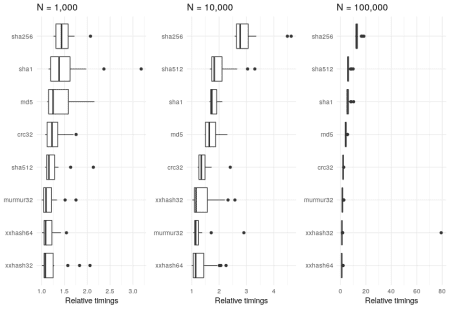 N = 1,000
sha256
sha1
md5
crc32
sha512
murmur32
xxhash64
xxhash32
1.0 1.5 2.0 2.5 3.0
Relative timings
N = 10,000
sha256
sha512
sha1
md5
crc32
xxhash32
murmur32
xxhash64
1 2 3 4
Relative timings
N = 100,000
sha256
sha512
sha1
md5
crc32
murmur32
xxhash32
xxhash64
0 20 40 60 80
Relative timings